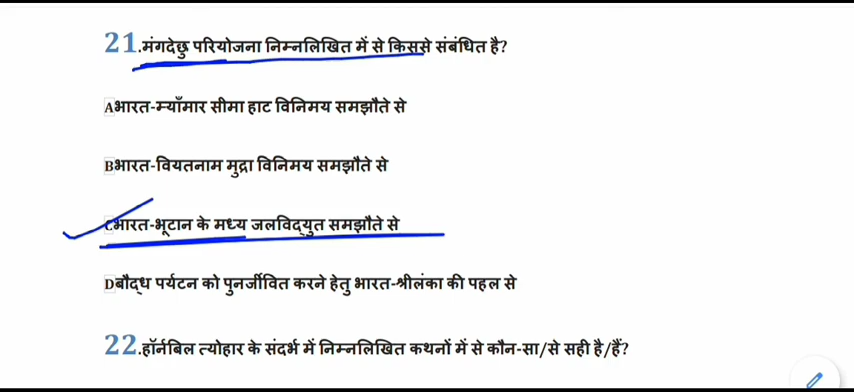 21.मंगदेछु परियोजना निम्नलिखित में से किससे संबंधित है?
Aभारत-म्याँमार सीमा हाट विनिमय समझौते से
Bभारत-वियतनाम मुद्रा विनिमय समझौते से
Cभारत-भूटान के मध्य जलविद्युत समझौते से
Dबौद्ध पर्यटन को पुनर्जीवित करने हेतु भारत-श्रीलंका की पहल से
22.हॉर्नबिल त्योहार के संदर्भ में निम्नलिखित कथनों में से कौन-सा/से सही है/हैं?